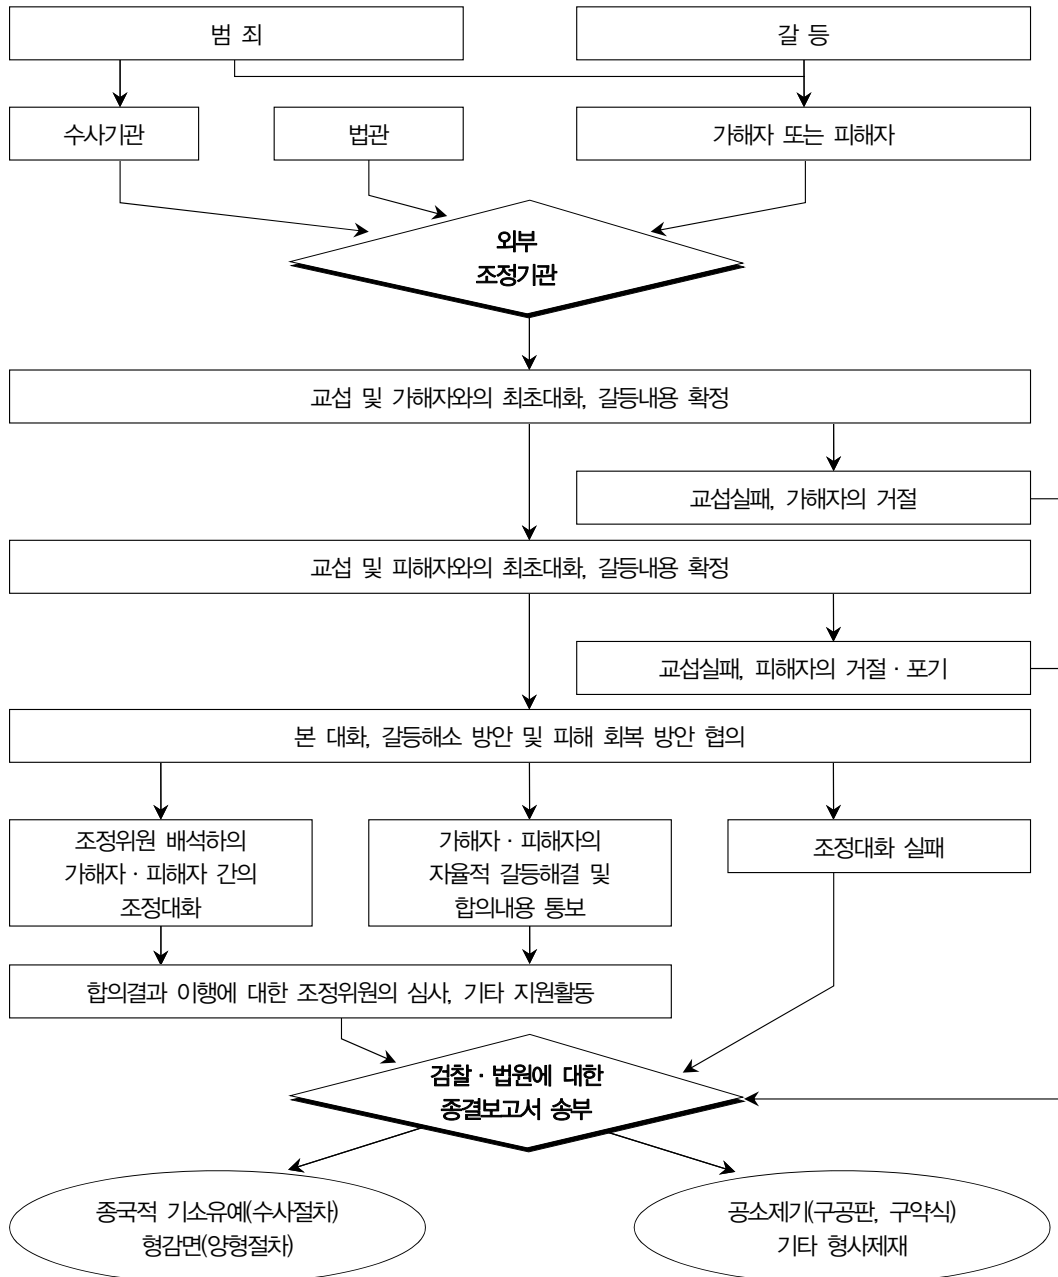 범 죄
갈 등
수사기관
법관
가해자 또는 피해자
외부
조정기관
교섭 및 가해자와의 최초대화, 갈등내용 확정
교섭실패, 가해자의 거절
교섭 및 피해자와의 최초대화, 갈등내용 확정
교섭실패, 피해자의 거절 · 포기
본 대화, 갈등해소 방안 및 피해 회복 방안 협의
조정위원 배석하의
가해자 · 피해자 간의
조정대화
가해자 · 피해자의
자율적 갈등해결 및
합의내용 통보
조정대화 실패
합의결과 이행에 대한 조정위원의 심사, 기타 지원활동
검찰 · 법원에 대한
종결보고서 송부
종국적 기소유예(수사절차)
형감면(양형절차)
공소제기(구공판, 구약식)
기타 형사제재